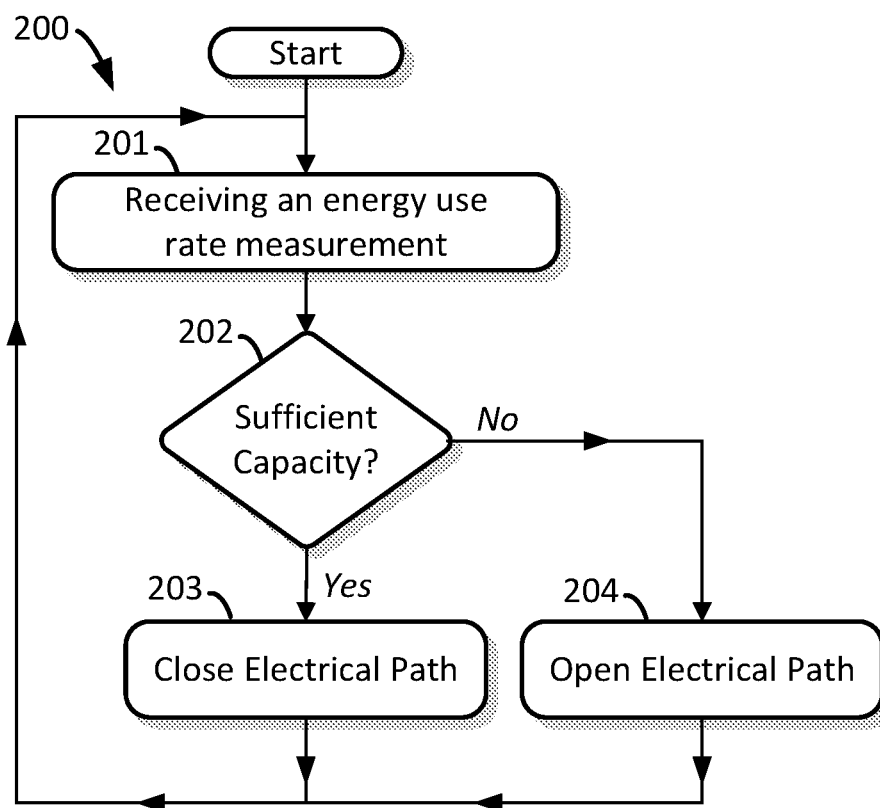 200
Start
201
Receiving an energy use
rate measurement
202
Sufficient
Capacity?
No
Yes
203
Close Electrical Path
204
Open Electrical Path